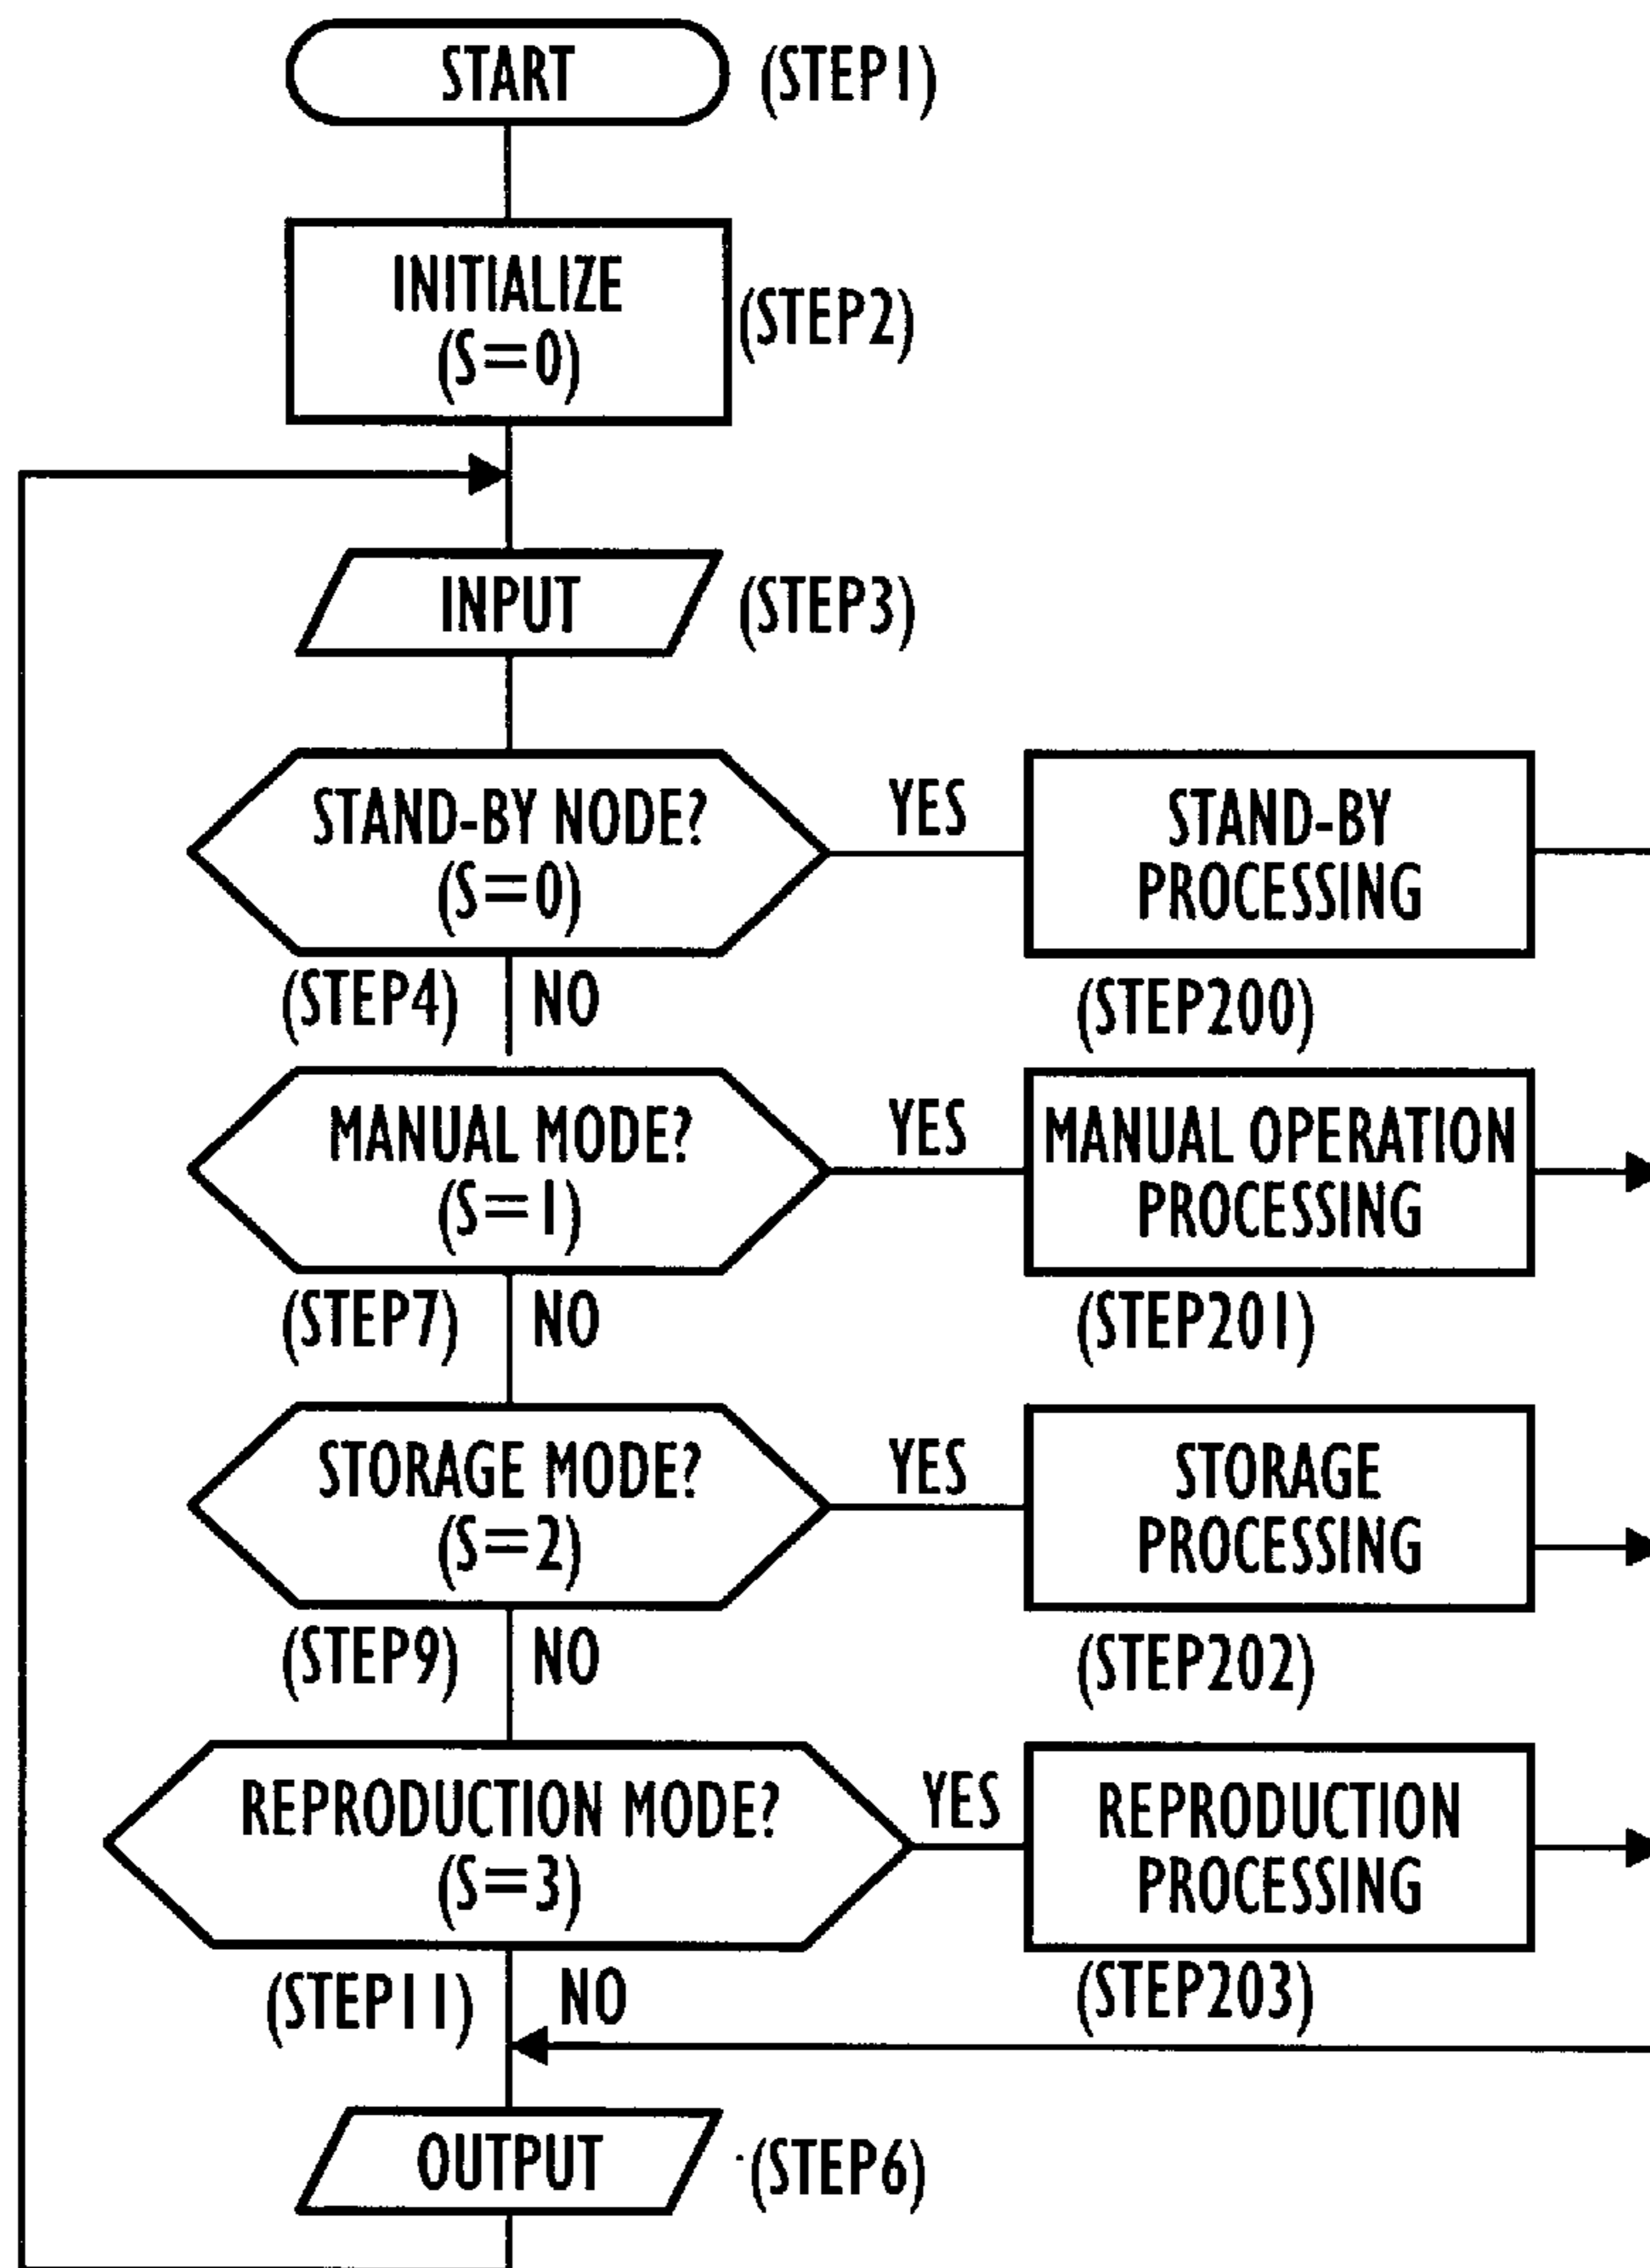 START
(STEP1)
INITIALIZE
(S=0)
(STEP2)
INPUT
(STEP3)
STAND-BY NODE?
(S=0)
YES
STAND-BY
PROCESSING
(STEP4)
NO
(STEP200)
MANUAL MODE?
(S=1)
YES
MANUAL OPERATION
PROCESSING
(STEP7)
NO
(STEP201)
STORAGE MODE?
(S=2)
YES
STORAGE
PROCESSING
(STEP9)
NO
(STEP202)
REPRODUCTION MODE?
(S=3)
YES
REPRODUCTION
PROCESSING
(STEP11)
NO
(STEP203)
OUTPUT
(STEP6)